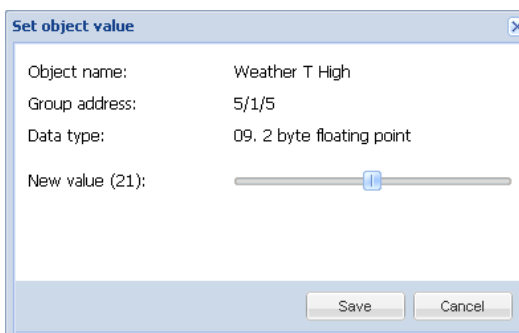 Set object value
Object name: Weather T High
Group address: 5/1/5
Data type: 09. 2 byte floating point
New value (21):
Save Cancel